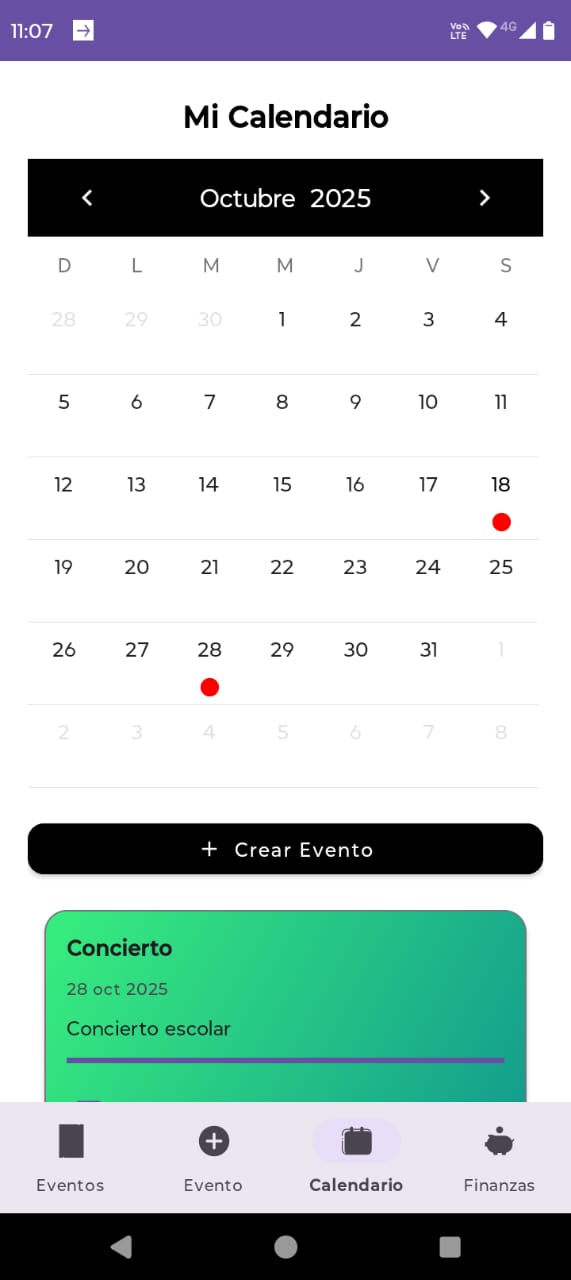 11:07 Vo LTE 4G
Mi Calendario
Octubre 2025
D L M M J V S
28 29 30 1 2 3 4
5 6 7 8 9 10 11
12 13 14 15 16 17 18
19 20 21 22 23 24 25
26 27 28 29 30 31 1
2 3 4 5 6 7 8
+ Crear Evento
Concierto
28 oct 2025
Concierto escolar
Eventos Evento Calendario Finanzas